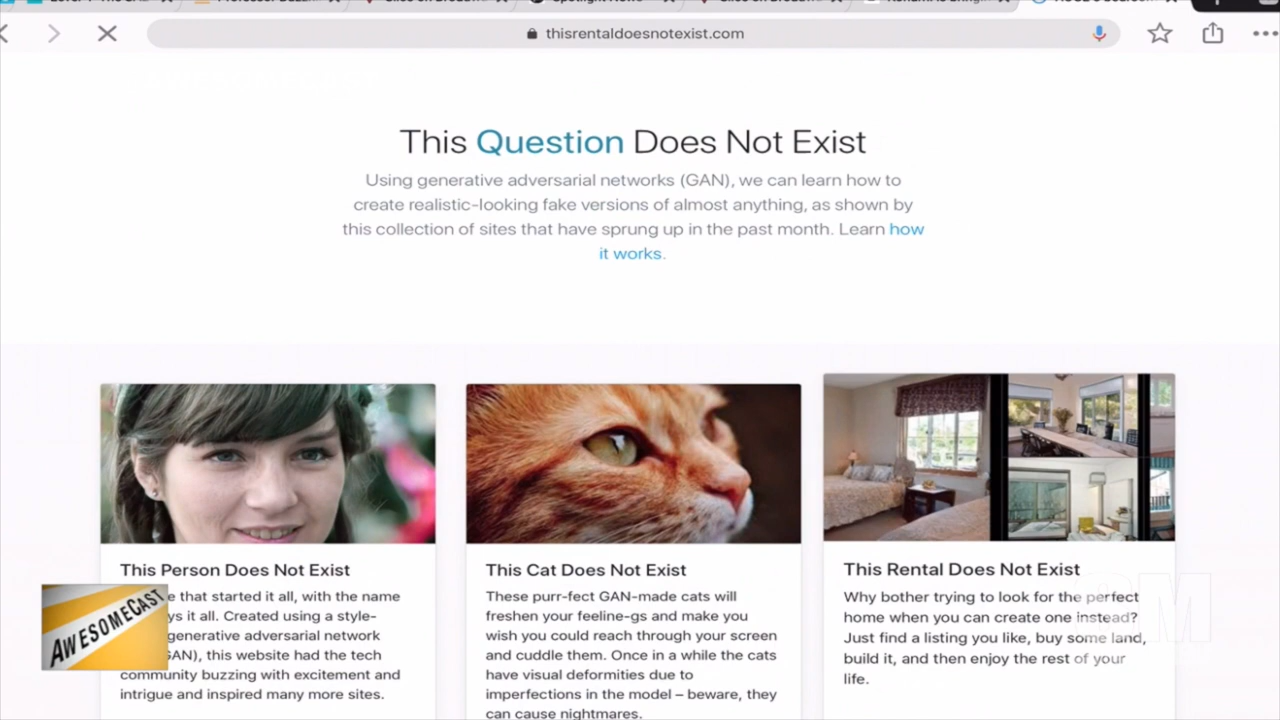 thisrentaldoesnotexist.com
This Question Does Not Exist
Using generative adversarial networks (GAN), we can learn how to
create realistic-looking fake versions of almost anything, as shown by
this collection of sites that have sprung up in the past month. Learn how
it works.
This Person Does Not Exist
e that started it all, with the name
ys it all. Created using a style-
generative adversarial network
GAN), this website had the tech
community buzzing with excitement and
intrigue and inspired many more sites.
This Cat Does Not Exist
These purr-fect GAN-made cats will
freshen your feeline-gs and make you
wish you could reach through your screen
and cuddle them. Once in a while the cats
have visual deformities due to
imperfections in the model – beware, they
can cause nightmares.
This Rental Does Not Exist
Why bother trying to look for the perfect
home when you can create one instead?
Just find a listing you like, buy some land,
build it, and then enjoy the rest of your
life.
AWESOMECAST